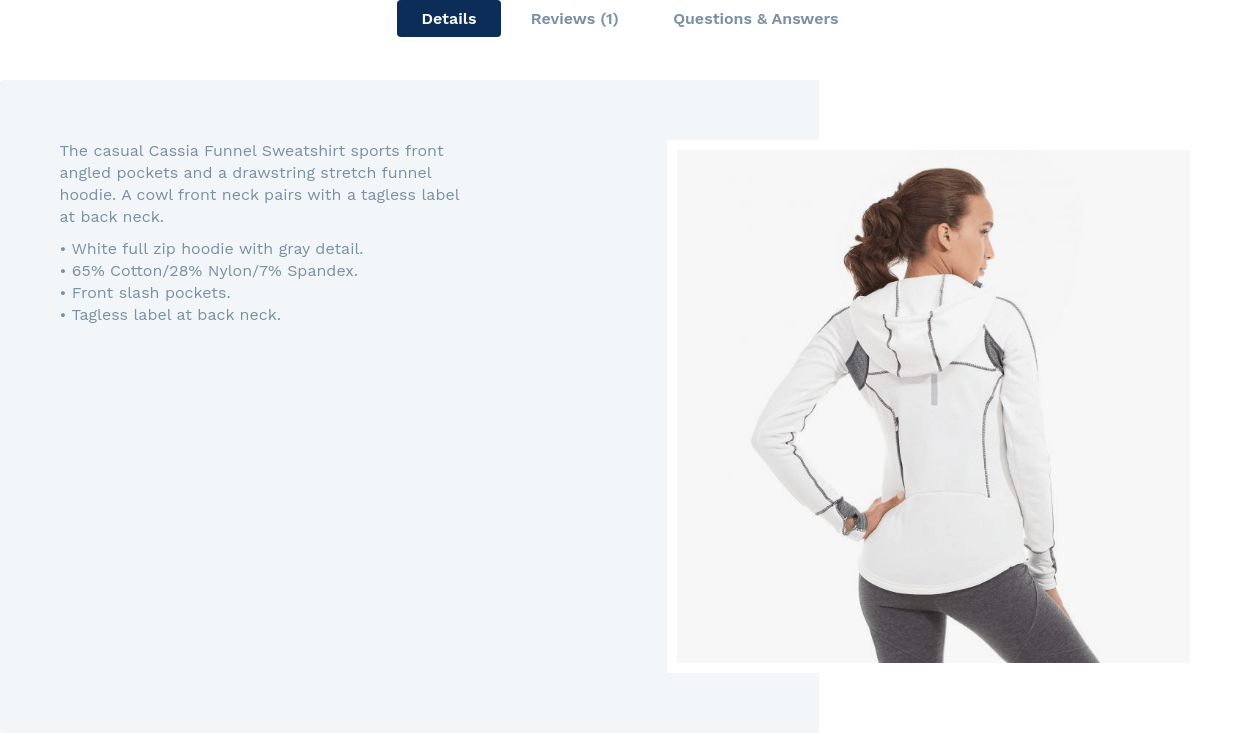 Details
Reviews (1)
Questions & Answers
The casual Cassia Funnel Sweatshirt sports front
angled pockets and a drawstring stretch funnel
hoodie. A cowl front neck pairs with a tagless label
at back neck.
• White full zip hoodie with gray detail.
• 65% Cotton/28% Nylon/7% Spandex.
• Front slash pockets.
• Tagless label at back neck.